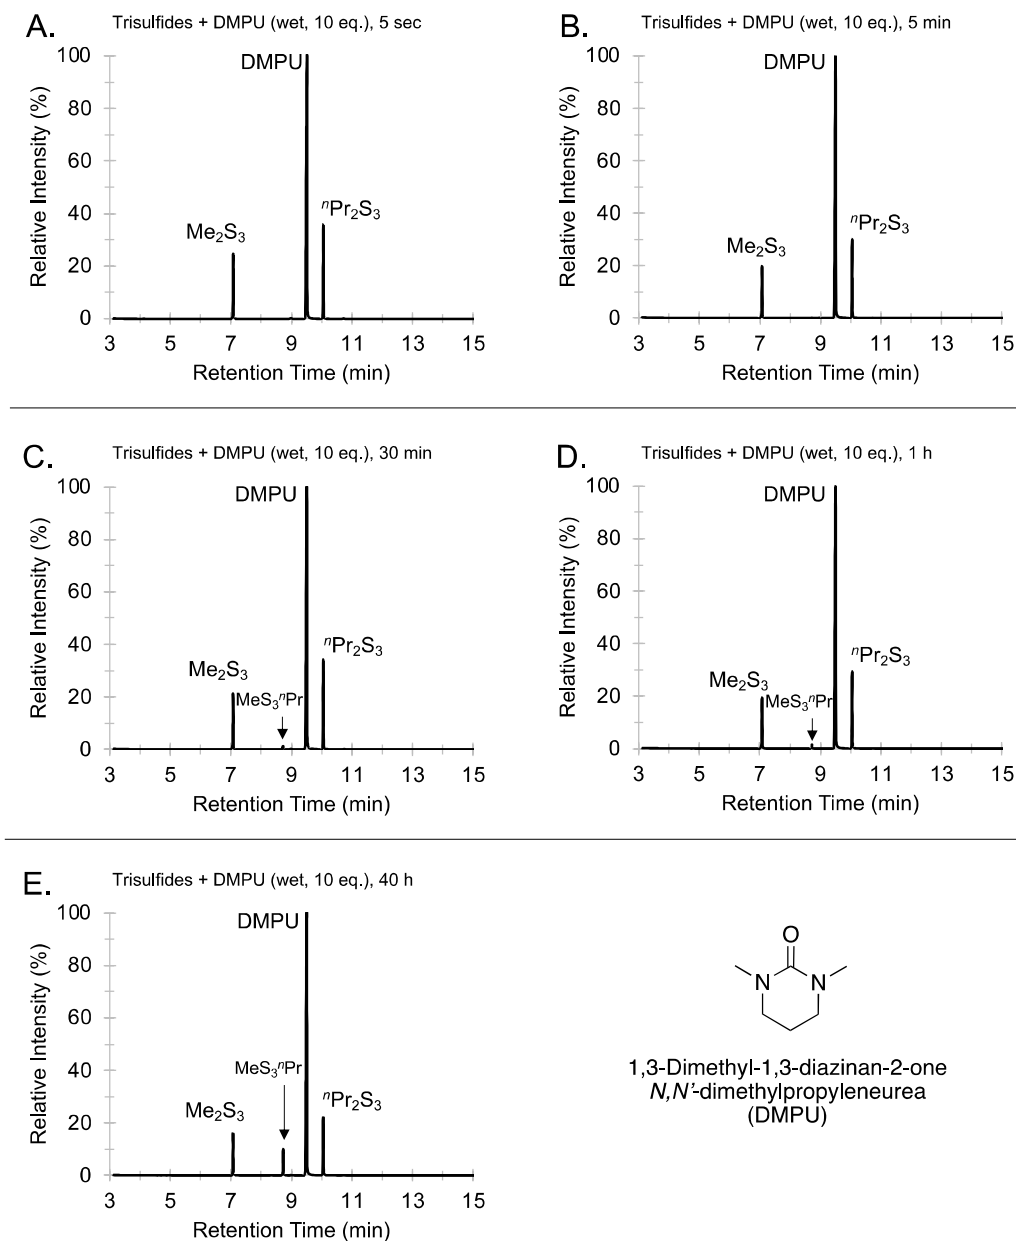 A. Trisulfides + DMPU (wet, 10 eq.), 5 sec
Relative Intensity (%)
100
80
60
40
20
0
DMPU
Me₂S₃
ⁿPr₂S₃
3 5 7 9 11 13 15
Retention Time (min)
B. Trisulfides + DMPU (wet, 10 eq.), 5 min
Relative Intensity (%)
100
80
60
40
20
0
DMPU
Me₂S₃
ⁿPr₂S₃
3 5 7 9 11 13 15
Retention Time (min)
C. Trisulfides + DMPU (wet, 10 eq.), 30 min
Relative Intensity (%)
100
80
60
40
20
0
DMPU
Me₂S₃
MeS₃ⁿPr
ⁿPr₂S₃
3 5 7 9 11 13 15
Retention Time (min)
D. Trisulfides + DMPU (wet, 10 eq.), 1 h
Relative Intensity (%)
100
80
60
40
20
0
DMPU
Me₂S₃
MeS₃ⁿPr
ⁿPr₂S₃
3 5 7 9 11 13 15
Retention Time (min)
E. Trisulfides + DMPU (wet, 10 eq.), 40 h
Relative Intensity (%)
100
80
60
40
20
0
DMPU
MeS₃ⁿPr
Me₂S₃
ⁿPr₂S₃
3 5 7 9 11 13 15
Retention Time (min)
O
N N
1,3-Dimethyl-1,3-diazinan-2-one
N,N'-dimethylpropyleneurea
(DMPU)